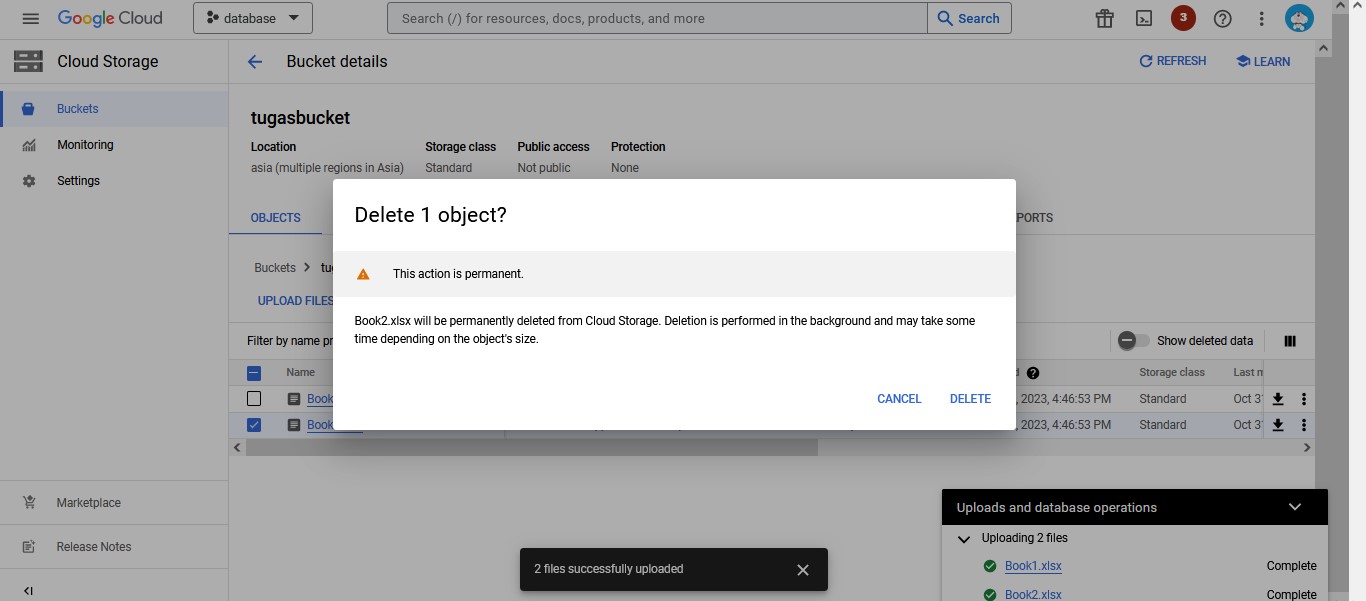 Google Cloud
database
Search (/) for resources, docs, products, and more
Search
3
Cloud Storage
Bucket details
REFRESH
LEARN
Buckets
Monitoring
Settings
tugasbucket
Location Storage class Public access Protection
asia (multiple regions in Asia) Standard Not public None
OBJECTS
PORTS
Delete 1 object?
This action is permanent.
Book2.xlsx will be permanently deleted from Cloud Storage. Deletion is performed in the background and may take some
time depending on the object's size.
CANCEL DELETE
Buckets
UPLOAD FILES
Filter by name
Show deleted data
Name Storage class Last
Book , 2023, 4:46:53 PM Standard Oct 3
Book , 2023, 4:46:53 PM Standard Oct 3
Marketplace
Release Notes
2 files successfully uploaded
Uploads and database operations
Uploading 2 files
Book1.xlsx Complete
Book2.xlsx Complete